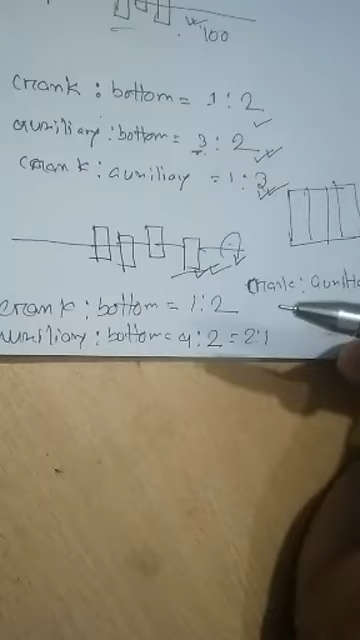 w/100
crank : bottom = 1 : 2
auxiliary : bottom = 3 : 2
crank : auxiliary = 1 : 3
crank : auxilia
crank : bottom = 1 : 2
auxiliary : bottom = 4 : 2 = 2 : 1